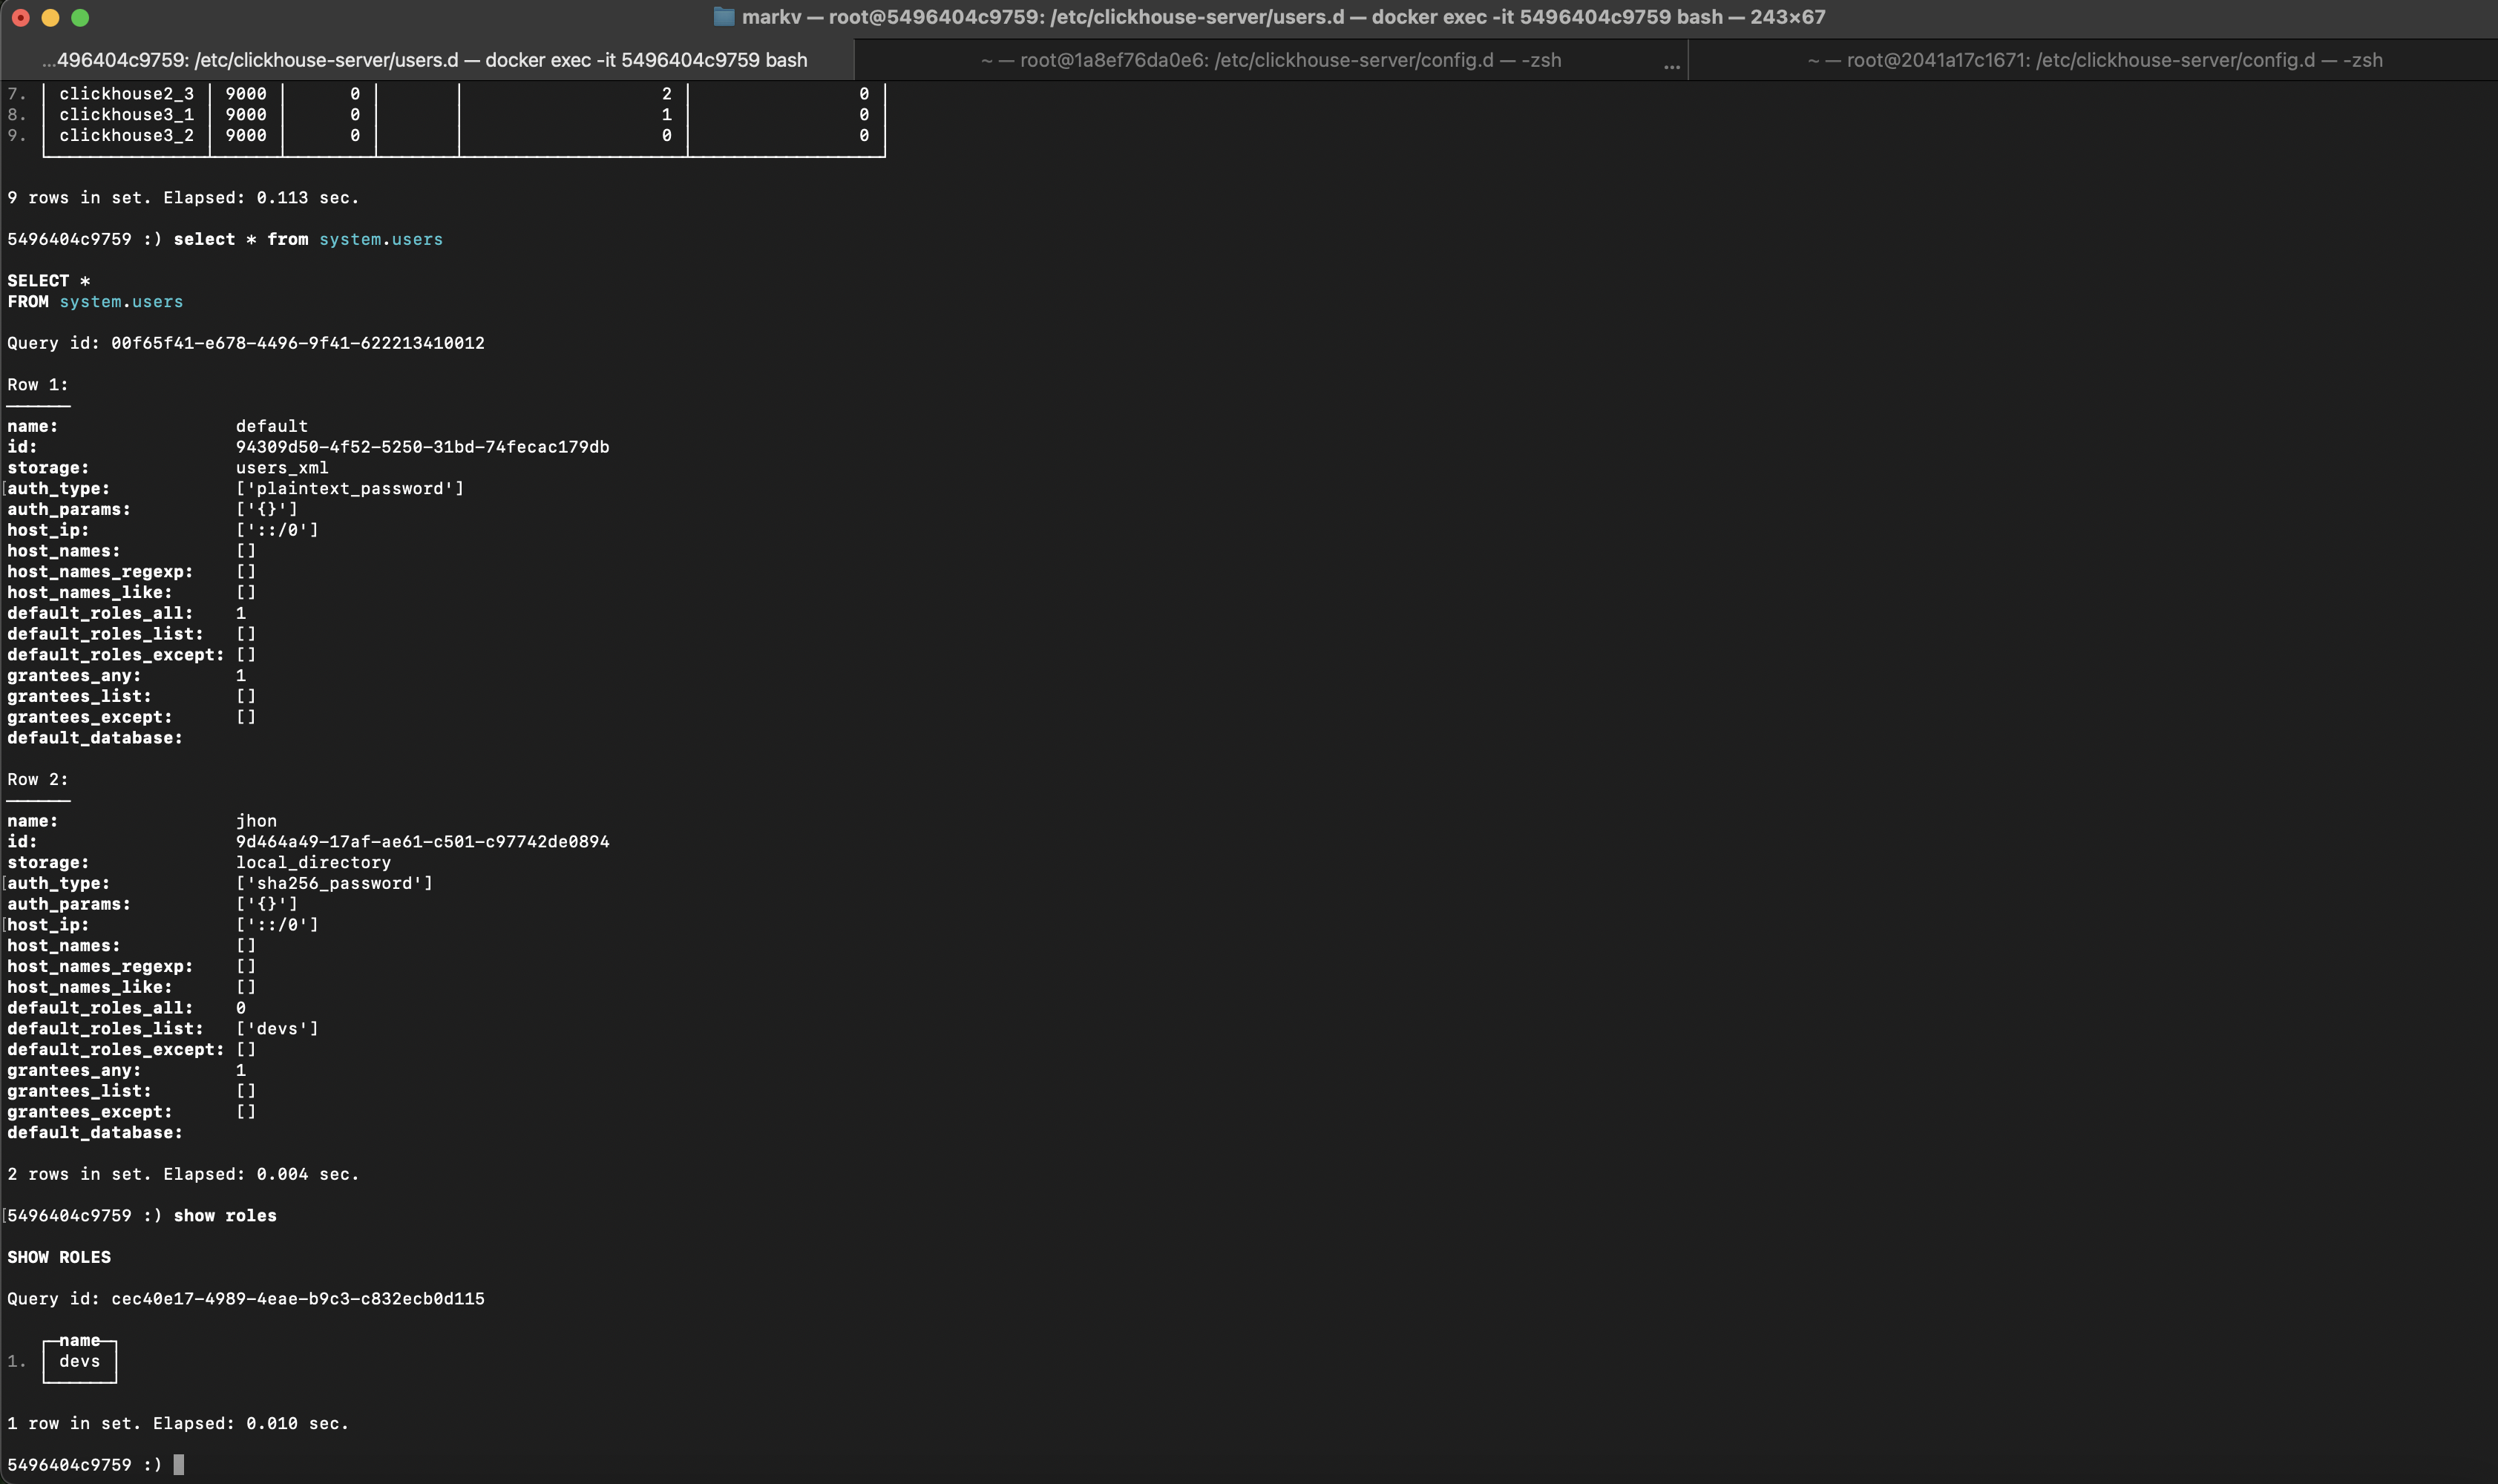 markv — root@5496404c9759: /etc/clickhouse-server/users.d — docker exec -it 5496404c9759 bash — 243×67
...496404c9759: /etc/clickhouse-server/users.d — docker exec -it 5496404c9759 bash
~ — root@1a8ef76da0e6: /etc/clickhouse-server/config.d — -zsh ...
~ — root@2041a17c1671: /etc/clickhouse-server/config.d — -zsh
7. │ clickhouse2_3 │ 9000 │ 0 │ │ 2 │ 0 │
8. │ clickhouse3_1 │ 9000 │ 0 │ │ 1 │ 0 │
9. │ clickhouse3_2 │ 9000 │ 0 │ │ 0 │ 0 │
9 rows in set. Elapsed: 0.113 sec.
5496404c9759 :) select * from system.users
SELECT *
FROM system.users
Query id: 00f65f41-e678-4496-9f41-622213410012
Row 1:
──────
name: default
id: 94309d50-4f52-5250-31bd-74fecac179db
storage: users_xml
[auth_type: ['plaintext_password']
auth_params: ['{}']
host_ip: ['::/0']
host_names: []
host_names_regexp: []
host_names_like: []
default_roles_all: 1
default_roles_list: []
default_roles_except: []
grantees_any: 1
grantees_list: []
grantees_except: []
default_database:
Row 2:
──────
name: jhon
id: 9d464a49-17af-ae61-c501-c97742de0894
storage: local_directory
[auth_type: ['sha256_password']
auth_params: ['{}']
[host_ip: ['::/0']
host_names: []
host_names_regexp: []
host_names_like: []
default_roles_all: 0
default_roles_list: ['devs']
default_roles_except: []
grantees_any: 1
grantees_list: []
grantees_except: []
default_database:
2 rows in set. Elapsed: 0.004 sec.
[5496404c9759 :) show roles
SHOW ROLES
Query id: cec40e17-4989-4eae-b9c3-c832ecb0d115
┌─name─┐
1. │ devs │
└──────┘
1 row in set. Elapsed: 0.010 sec.
5496404c9759 :)